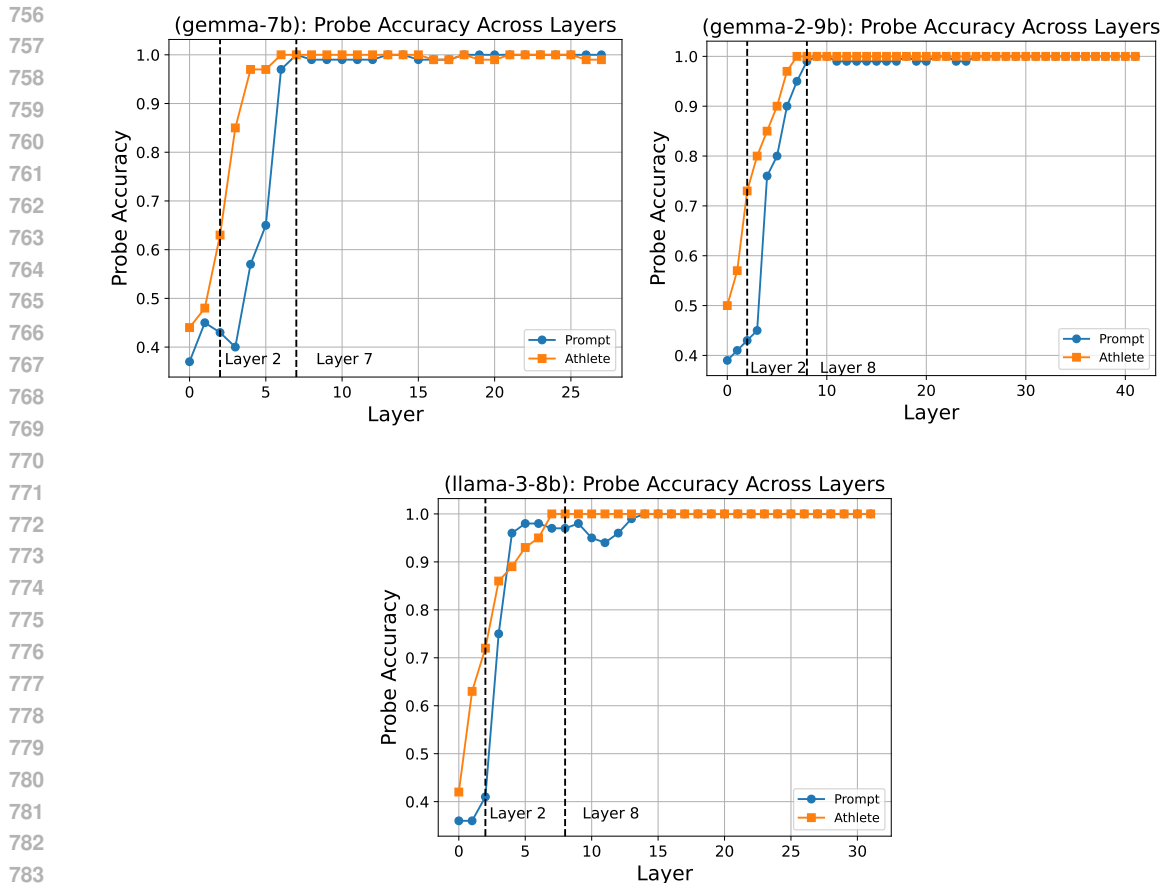 756
757
758
759
760
761
762
763
764
765
766
767
768
769
770
771
772
773
774
775
776
777
778
779
780
781
782
783
(gemma-7b): Probe Accuracy Across Layers
Probe Accuracy
1.0
0.9
0.8
0.7
0.6
0.5
0.4
Layer 2
Layer 7
Prompt
Athlete
0 5 10 15 20 25
Layer
(gemma-2-9b): Probe Accuracy Across Layers
Probe Accuracy
1.0
0.9
0.8
0.7
0.6
0.5
0.4
Layer 2
Layer 8
Prompt
Athlete
0 10 20 30 40
Layer
(llama-3-8b): Probe Accuracy Across Layers
Probe Accuracy
1.0
0.9
0.8
0.7
0.6
0.5
0.4
Layer 2
Layer 8
Prompt
Athlete
0 5 10 15 20 25 30
Layer